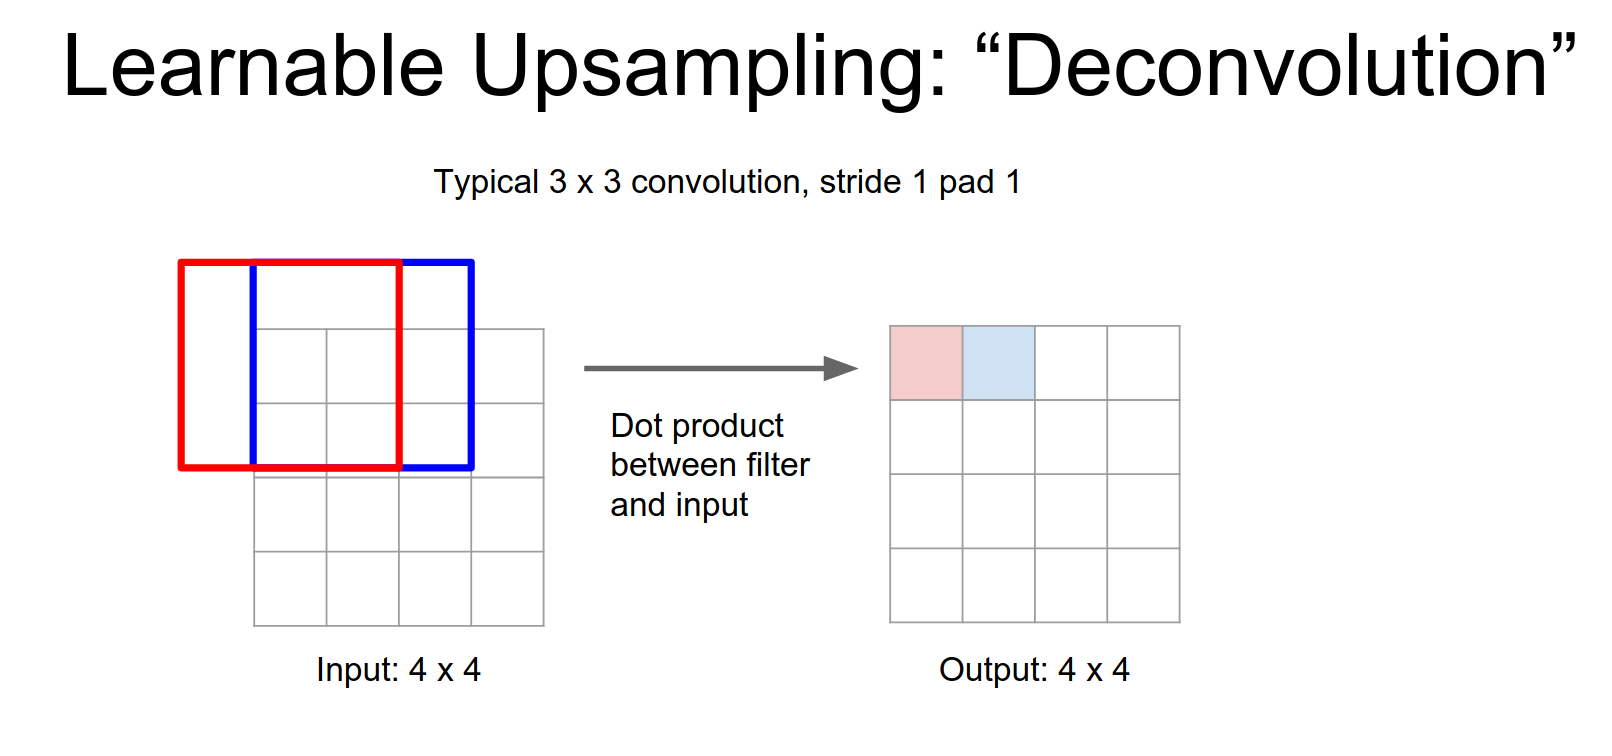 Learnable Upsampling: “Deconvolution”
Typical 3 x 3 convolution, stride 1 pad 1
Dot product
between filter
and input
Input: 4 x 4
Output: 4 x 4